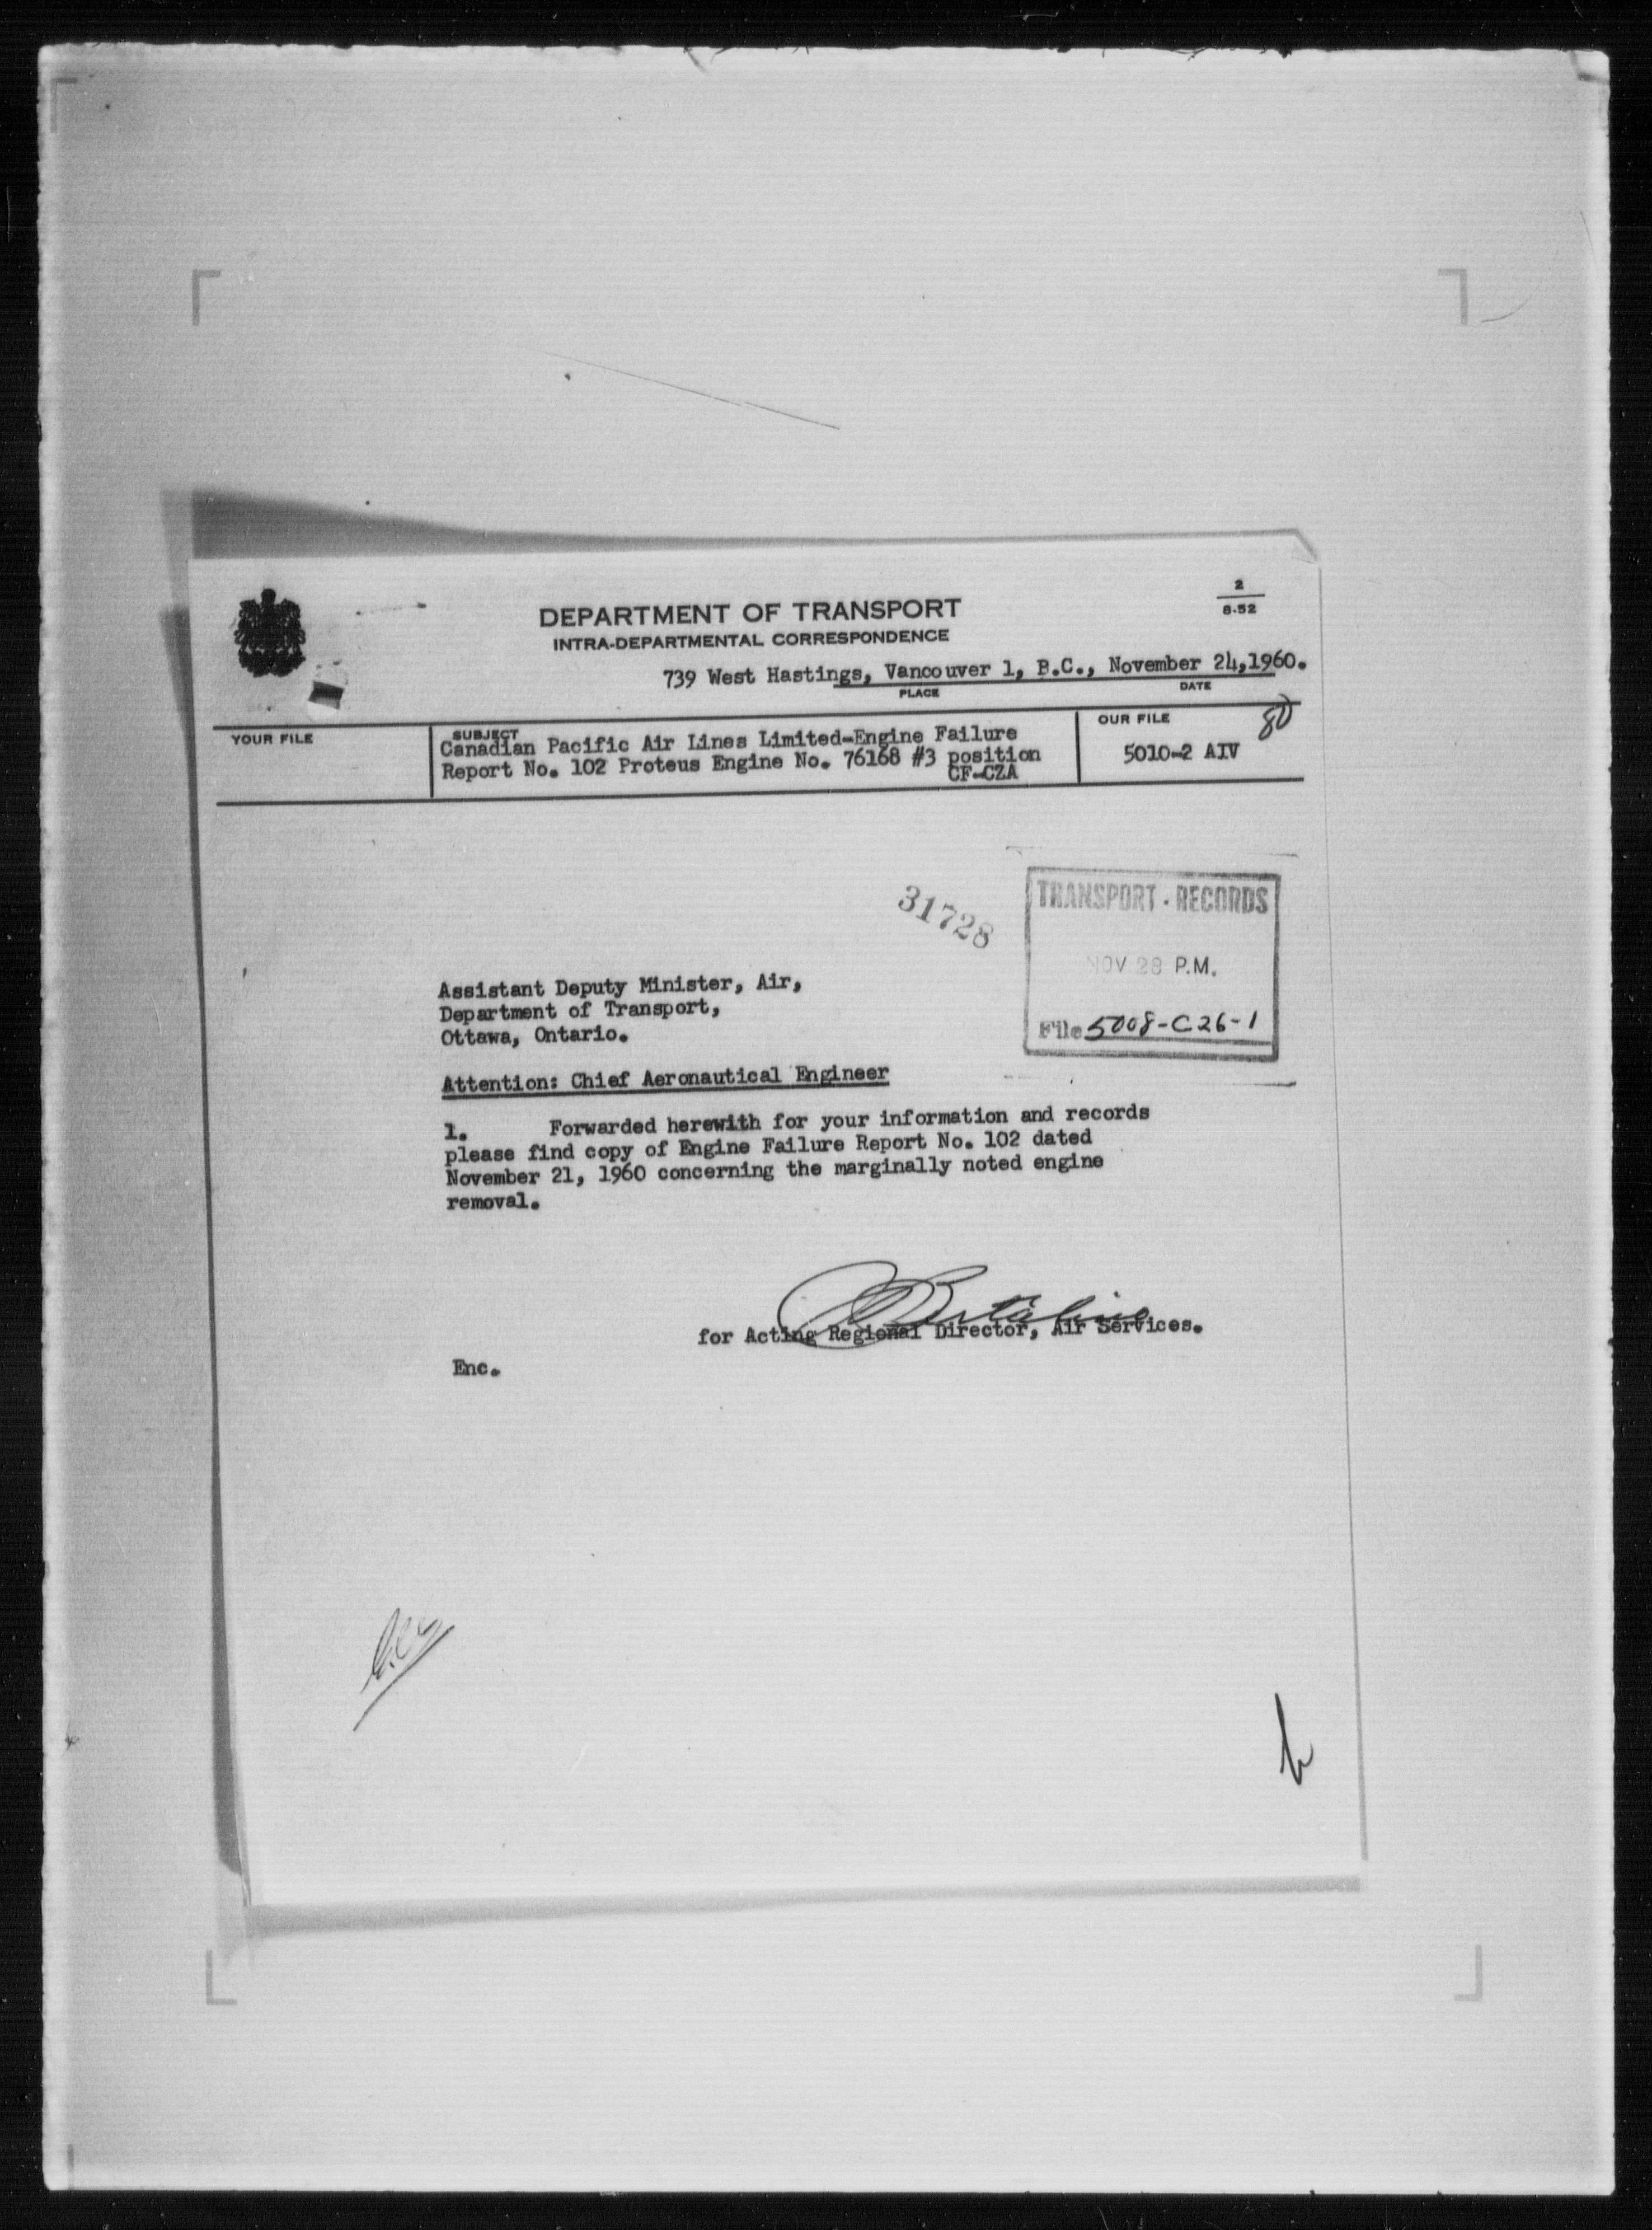 2
8-52
DEPARTMENT OF TRANSPORT
INTRA-DEPARTMENTAL CORRESPONDENCE
739 West Hastings, Vancouver 1, B.C., November 24,1960.
PLACE DATE
YOUR FILE
SUBJECT
Canadian Pacific Air Lines Limited-Engine Failure
Report No. 102 Proteus Engine No. 76168 #3 position
CF-CZA
OUR FILE
80
5010-2 AIV
31728
TRANSPORT - RECORDS
NOV 28 P.M.
File 5008-C26-1
Assistant Deputy Minister, Air,
Department of Transport,
Ottawa, Ontario.
Attention: Chief Aeronautical Engineer
1. Forwarded herewith for your information and records
please find copy of Engine Failure Report No. 102 dated
November 21, 1960 concerning the marginally noted engine
removal.
for Acting Regional Director, Air Services.
Enc.